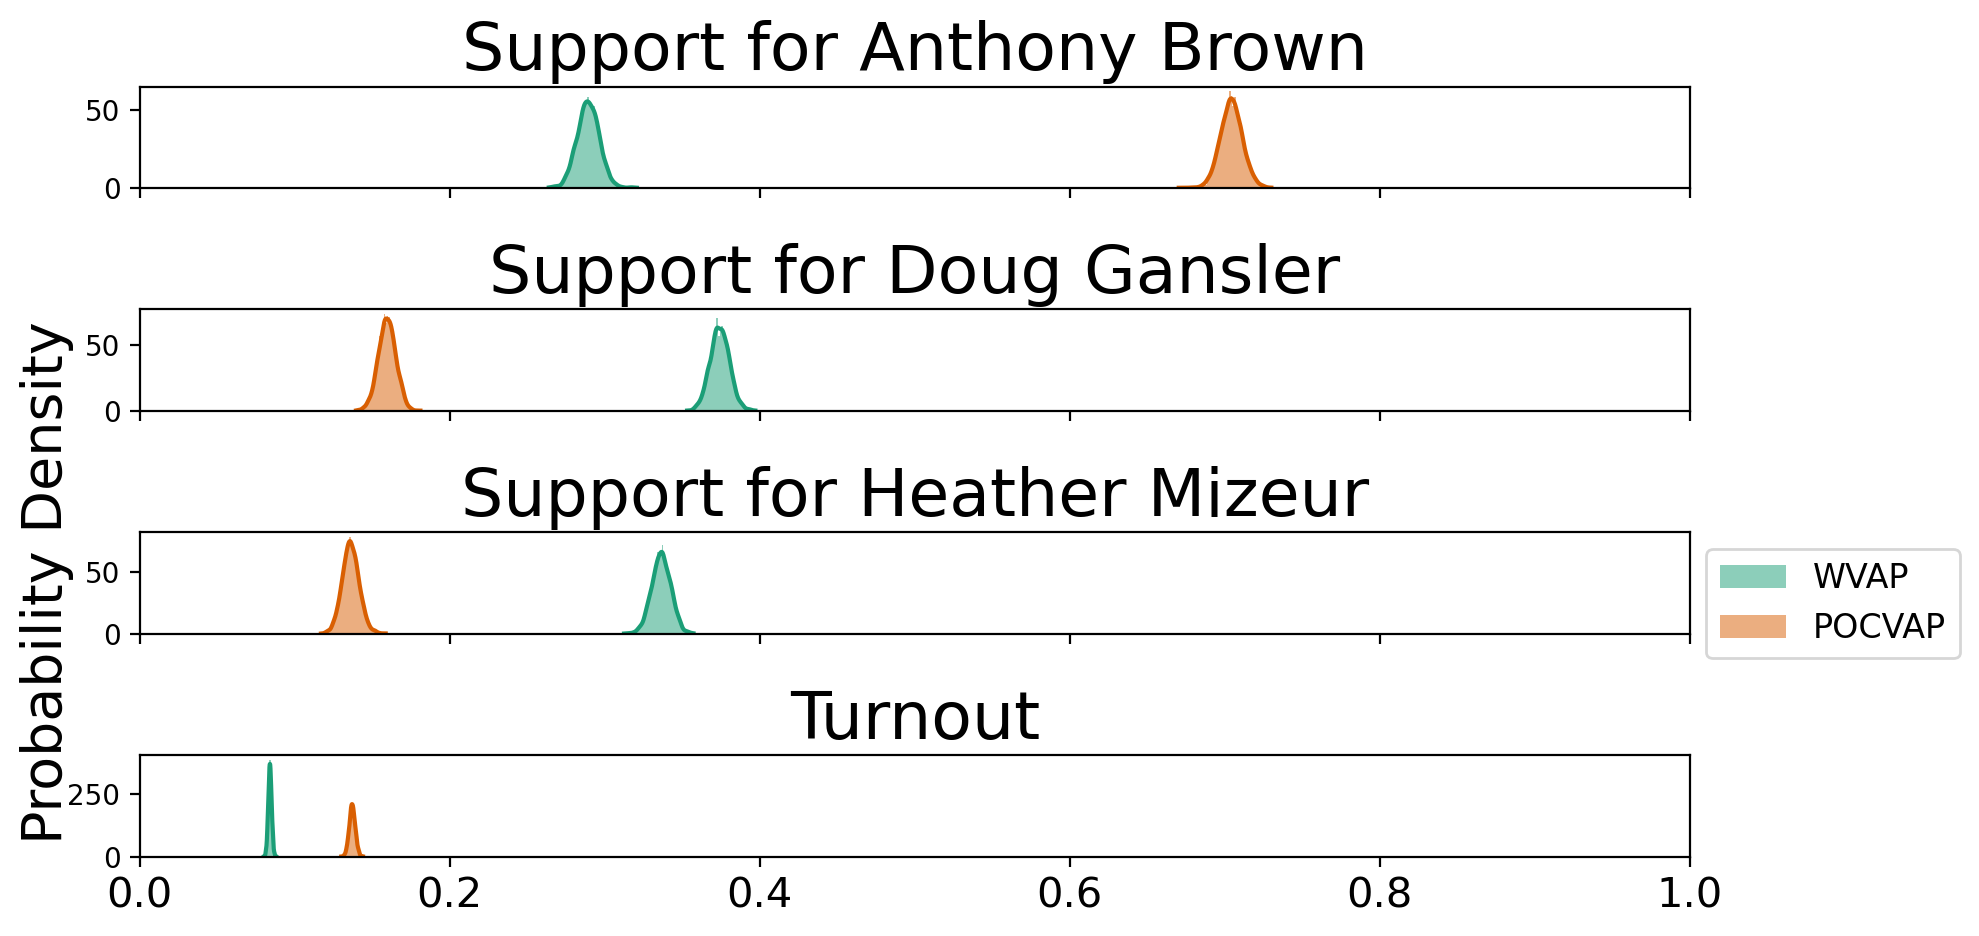 Support for Anthony Brown
50
0
Support for Doug Gansler
50
0
Support for Heather Mizeur
50
0
Turnout
250
0
0.0 0.2 0.4 0.6 0.8 1.0
Probability Density
WVAP
POCVAP